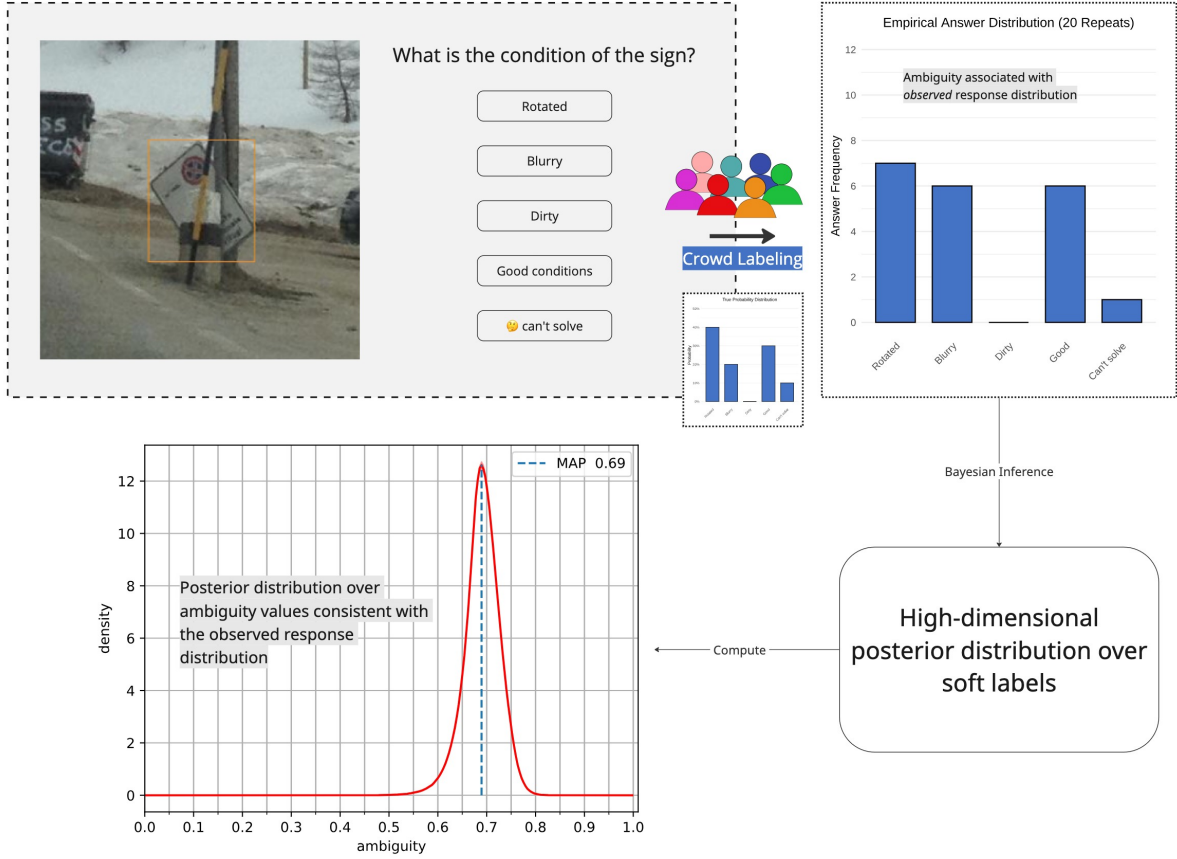 What is the condition of the sign?
Rotated
Blurry
Dirty
Good conditions
🤔 can't solve
Crowd Labeling
True Probability Distribution
Probability
Empirical Answer Distribution (20 Repeats)
Ambiguity associated with
observed response distribution
Answer Frequency
12
10
8
6
4
2
0
Rotated
Blurry
Dirty
Good
Can't solve
Bayesian Inference
High-dimensional
posterior distribution over
soft labels
Compute
MAP 0.69
Posterior distribution over
ambiguity values consistent with
the observed response
distribution
density
12
10
8
6
4
2
0
0.0 0.1 0.2 0.3 0.4 0.5 0.6 0.7 0.8 0.9 1.0
ambiguity